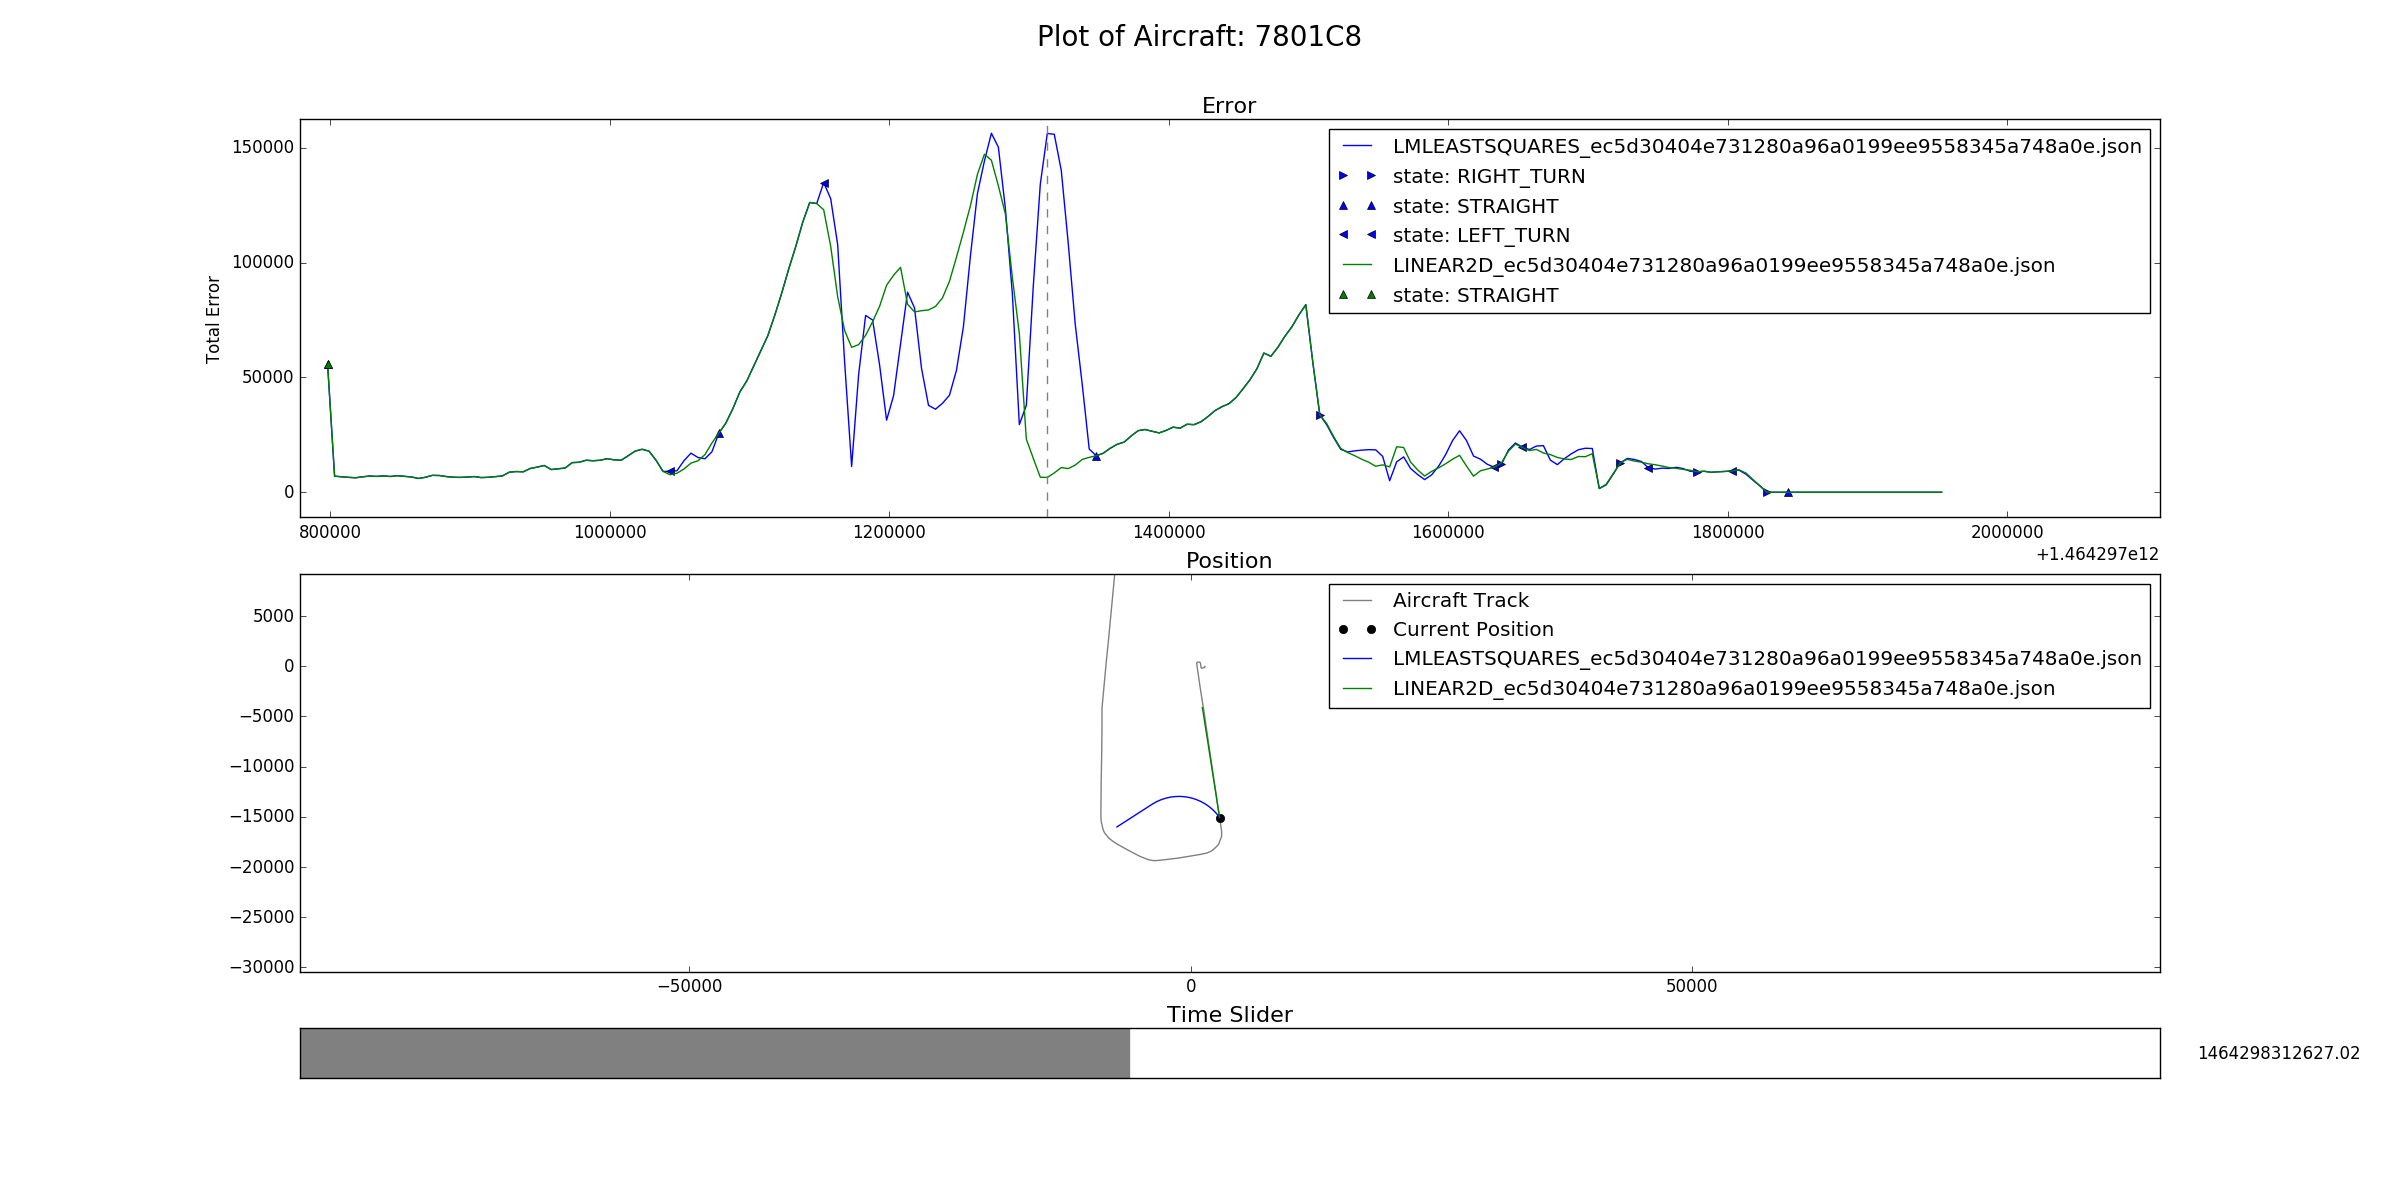 Plot of Aircraft: 7801C8
Error
150000
100000
50000
0
Total Error
LMLEASTSQUARES_ec5d30404e731280a96a0199ee9558345a748a0e.json
state: RIGHT_TURN
state: STRAIGHT
state: LEFT_TURN
LINEAR2D_ec5d30404e731280a96a0199ee9558345a748a0e.json
state: STRAIGHT
800000 1000000 1200000 1400000 1600000 1800000 2000000
+1.464297e12
Position
5000
0
−5000
−10000
−15000
−20000
−25000
−30000
Aircraft Track
Current Position
LMLEASTSQUARES_ec5d30404e731280a96a0199ee9558345a748a0e.json
LINEAR2D_ec5d30404e731280a96a0199ee9558345a748a0e.json
−50000 0 50000
Time Slider
1464298312627.02